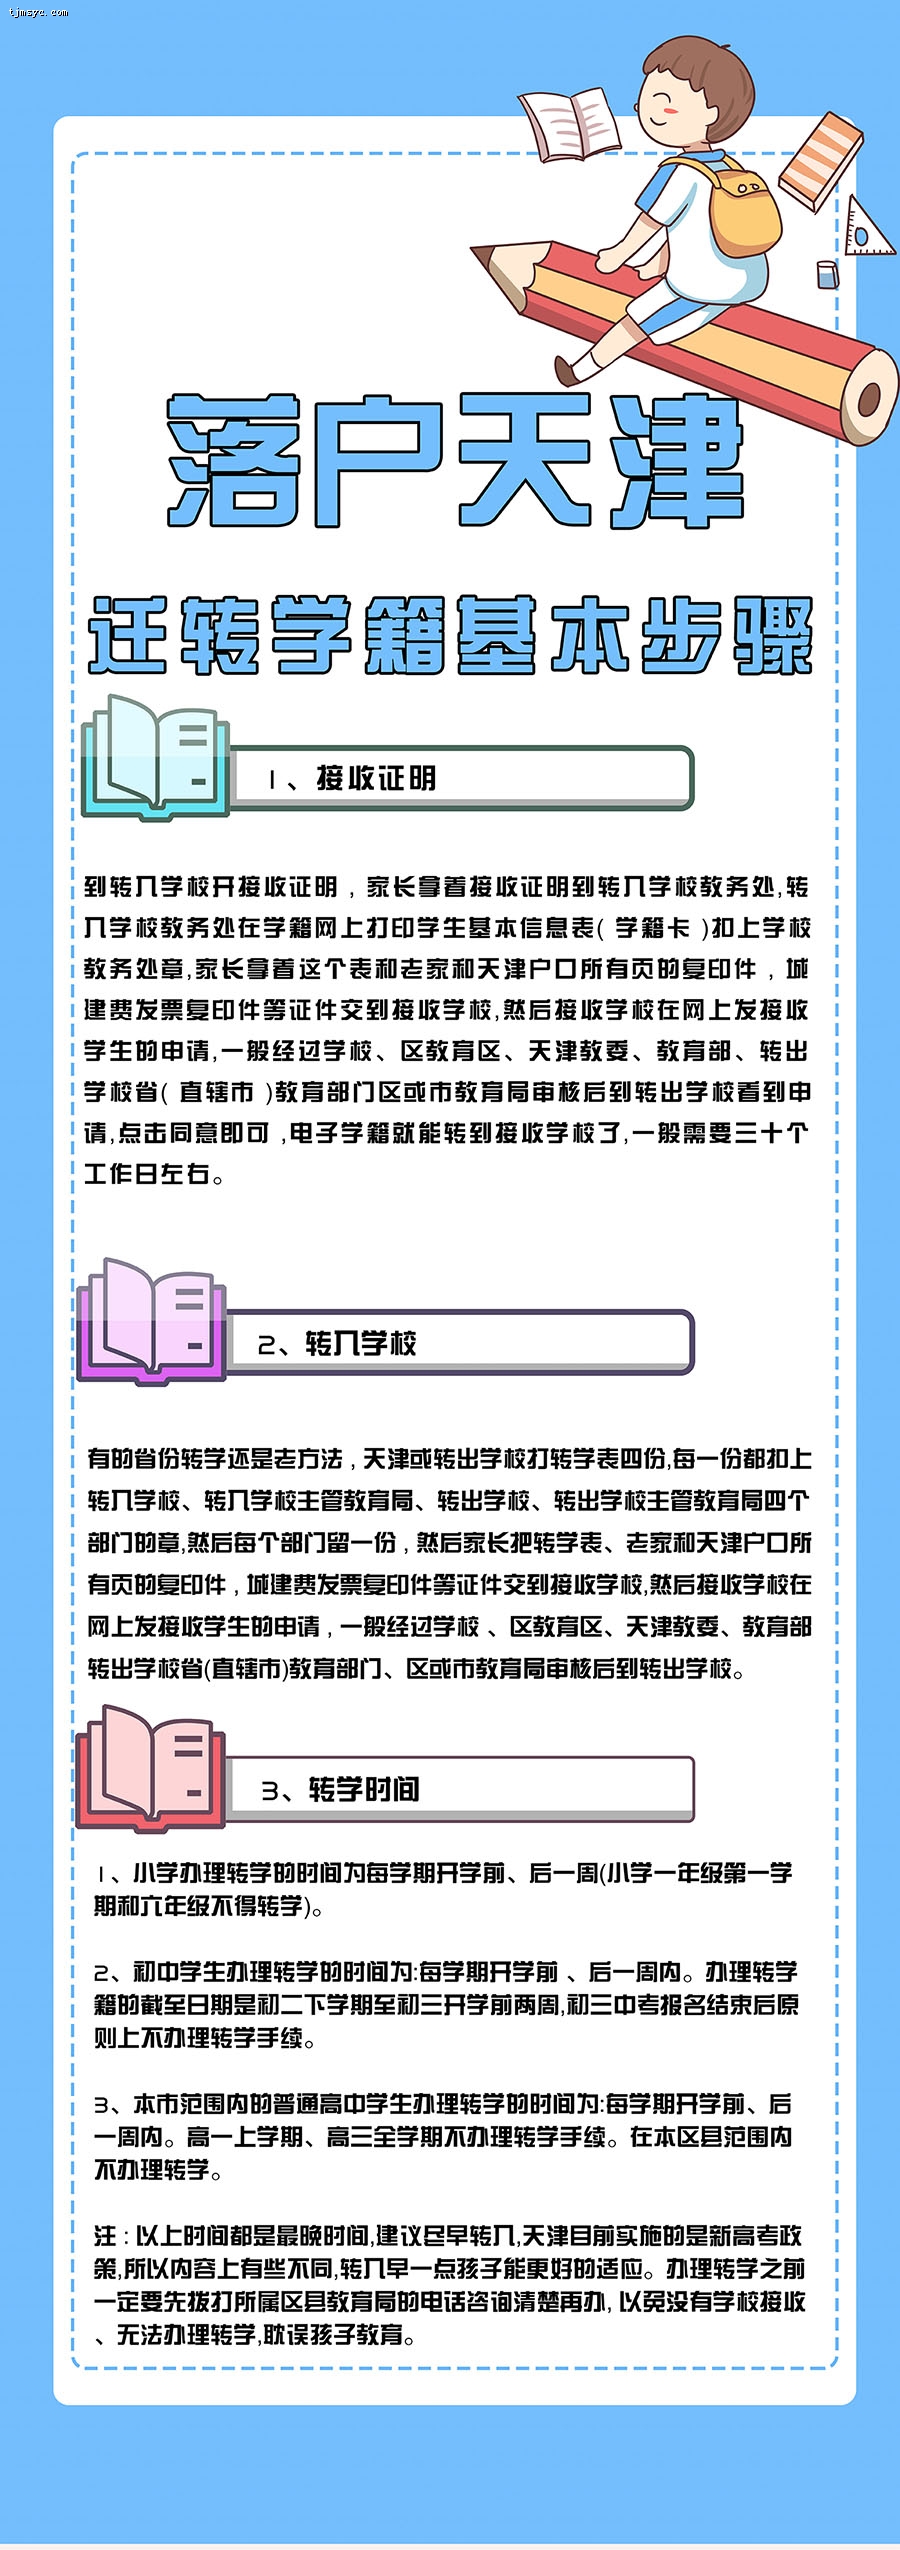 tjmsyc.com
落户天津
迁转学籍基本步骤
1、接收证明
到转入学校开接收证明，家长拿着接收证明到转入学校教务处,转
入学校教务处在学籍网上打印学生基本信息表( 学籍卡 )扣上学校
教务处章,家长拿着这个表和老家和天津户口所有页的复印件，城
建费发票复印件等证件交到接收学校,然后接收学校在网上发接收
学生的申请,一般经过学校、区教育区、天津教委、教育部、转出
学校省( 直辖市 )教育部门区或市教育局审核后到转出学校看到申
请,点击同意即可 ,电子学籍就能转到接收学校了,一般需要三十个
工作日左右。
2、转入学校
有的省份转学还是老方法，天津或转出学校打转学表四份,每一份都扣上
转入学校、转入学校主管教育局、转出学校、转出学校主管教育局四个
部门的章,然后每个部门留一份，然后家长把转学表、老家和天津户口所
有页的复印件，城建费发票复印件等证件交到接收学校,然后接收学校在
网上发接收学生的申请，一般经过学校 、区教育区、天津教委、教育部
转出学校省(直辖市)教育部门、区或市教育局审核后到转出学校。
3、转学时间
1、小学办理转学的时间为每学期开学前、后一周(小学一年级第一学
期和六年级不得转学)。
2、初中学生办理转学的时间为:每学期开学前 、后一周内。办理转学
籍的截至日期是初二下学期至初三开学前两周,初三中考报名结束后原
则上不办理转学手续。
3、本市范围内的普通高中学生办理转学的时间为:每学期开学前、后
一周内。高一上学期、高三全学期不办理转学手续。在本区县范围内
不办理转学。
注：以上时间都是最晚时间,建议尽早转入,天津目前实施的是新高考政
策,所以内容上有些不同,转入早一点孩子能更好的适应。办理转学之前
一定要先拨打所属区县教育局的电话咨询清楚再办, 以免没有学校接收
、无法办理转学,耽误孩子教育。